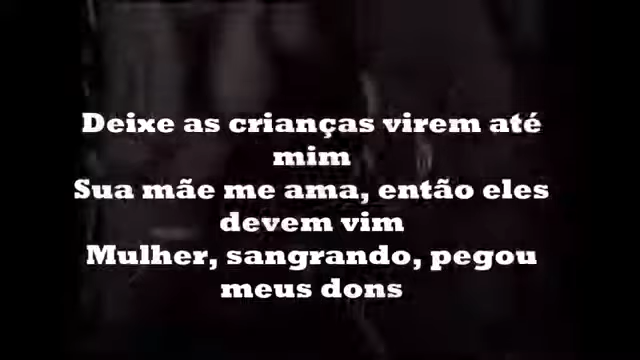 Deixe as crianças virem até
mim
Sua mãe me ama, então eles
devem vim
Mulher, sangrando, pegou
meus dons